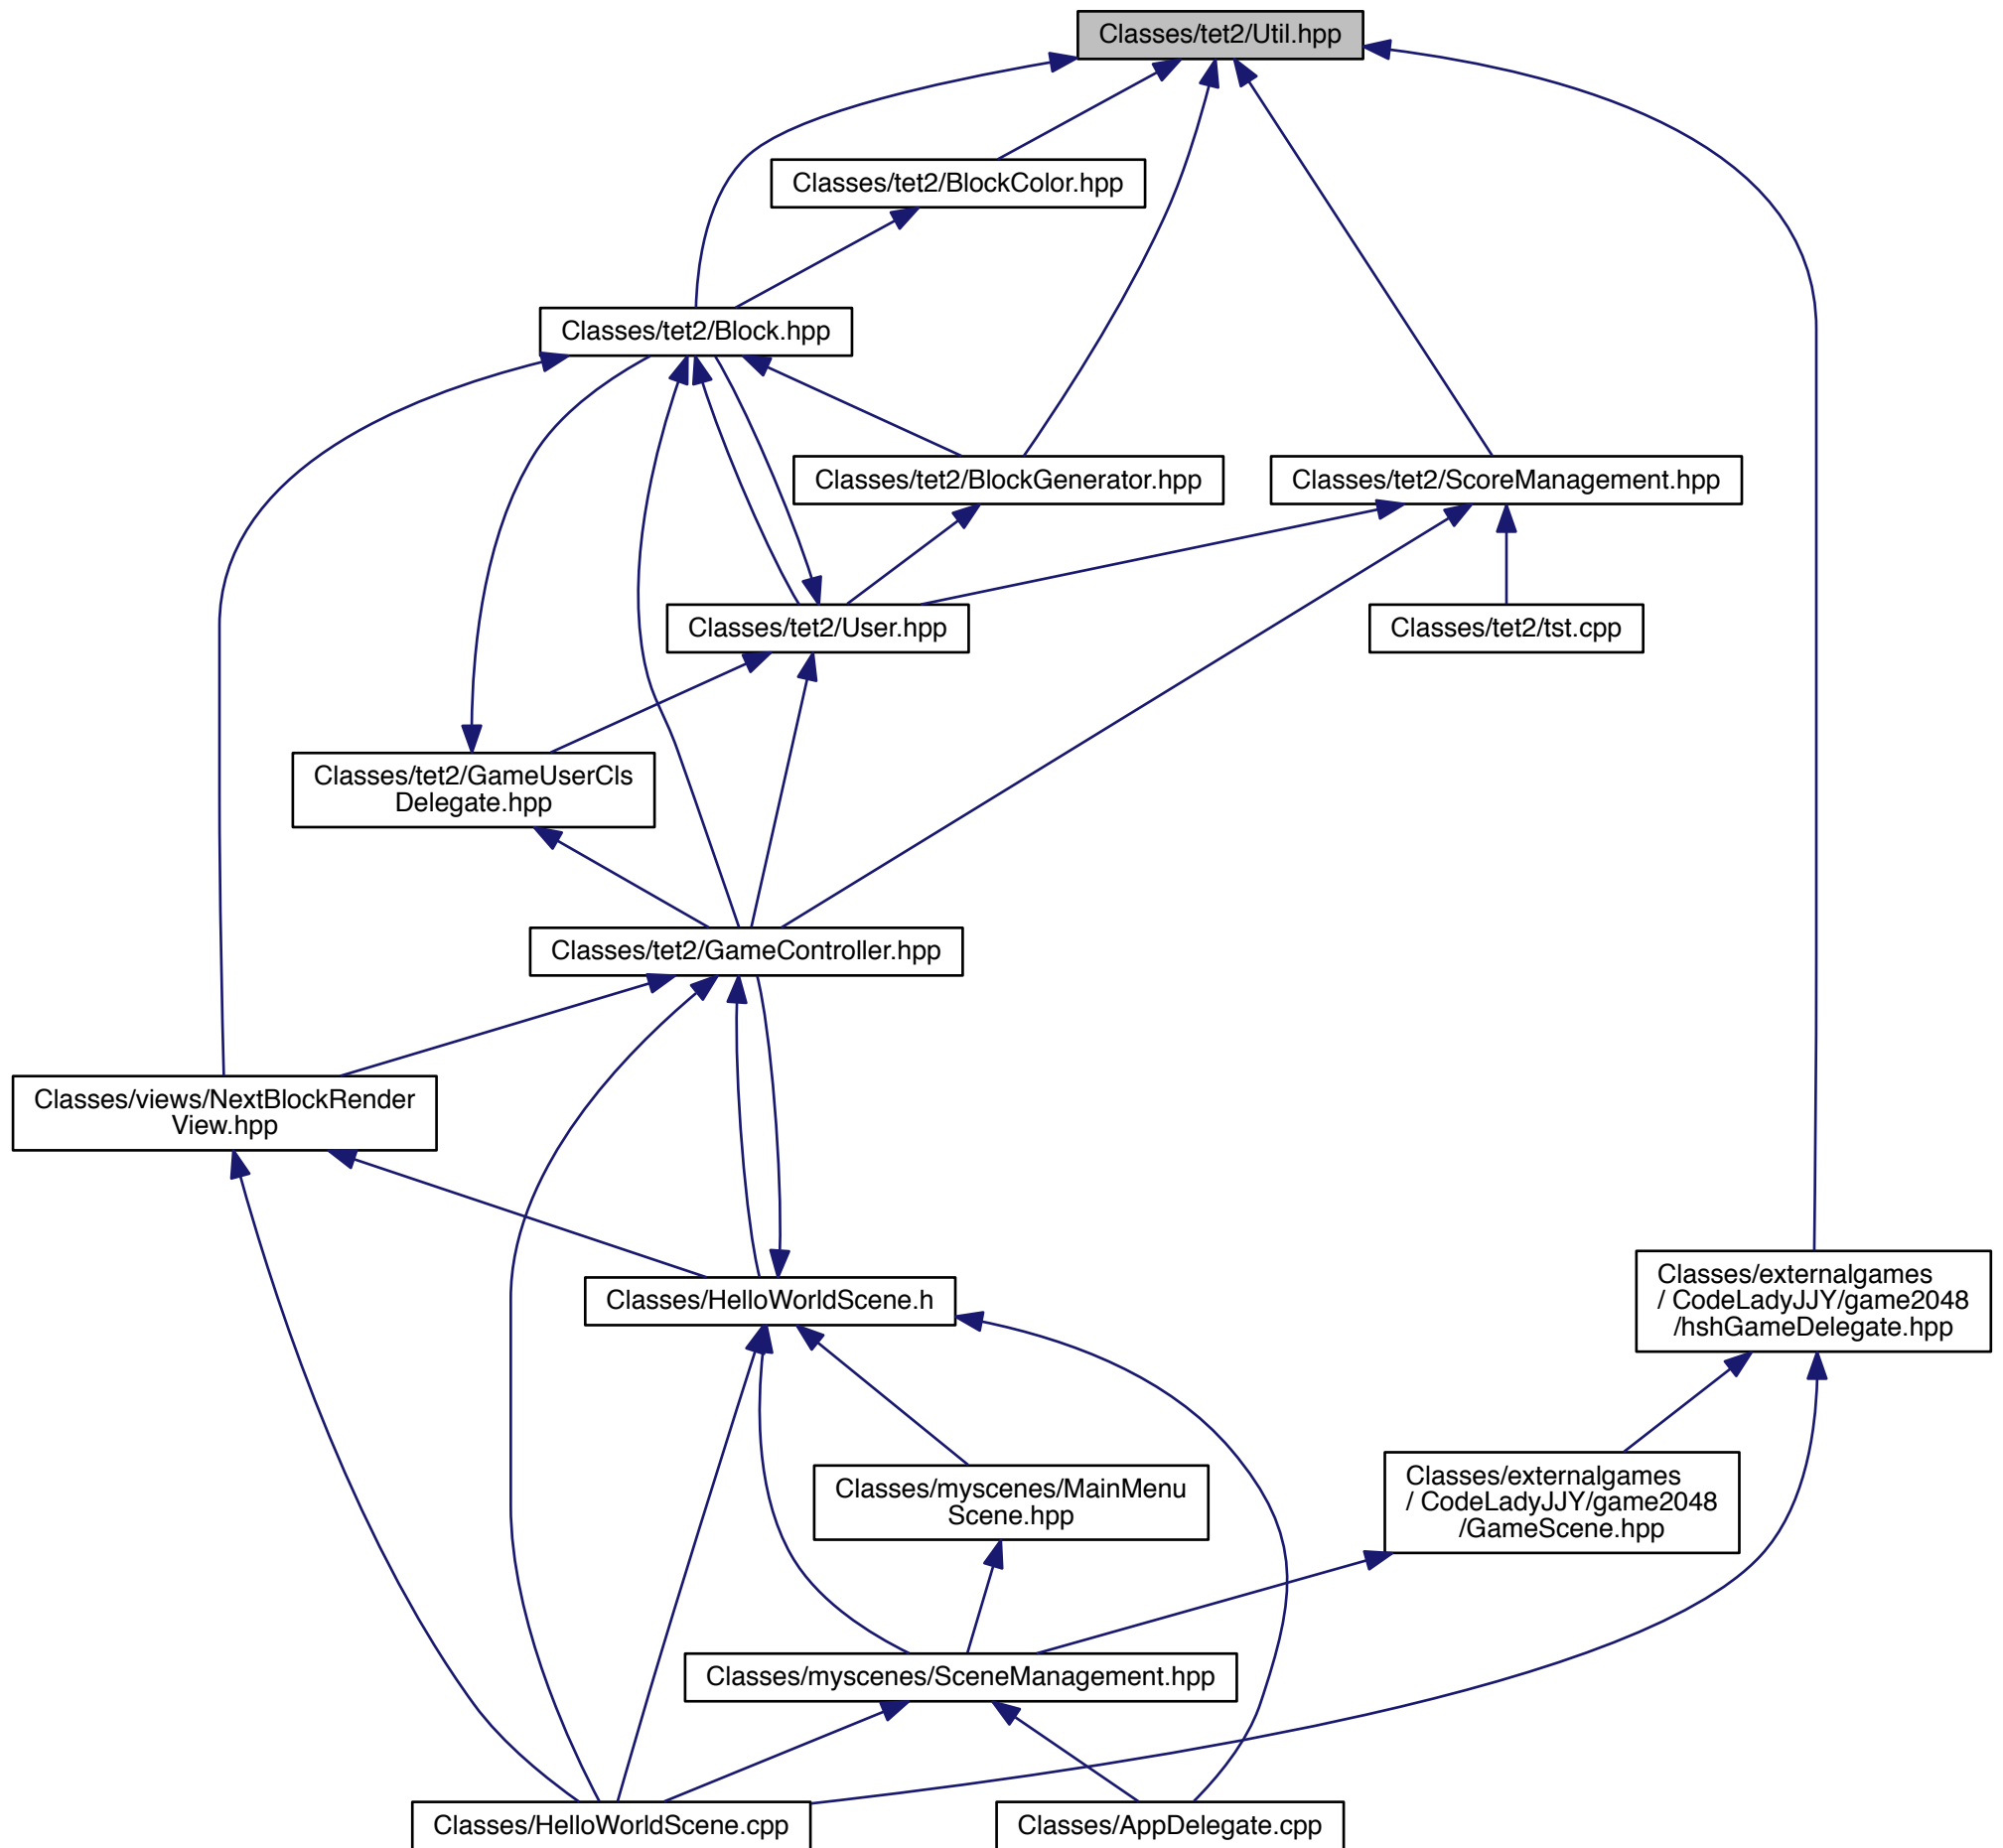 Classes/tet2/Util.hpp
Classes/tet2/BlockColor.hpp
Classes/tet2/Block.hpp
Classes/tet2/BlockGenerator.hpp
Classes/tet2/ScoreManagement.hpp
Classes/tet2/User.hpp
Classes/tet2/tst.cpp
Classes/tet2/GameUserCls
Delegate.hpp
Classes/tet2/GameController.hpp
Classes/views/NextBlockRender
View.hpp
Classes/HelloWorldScene.h
Classes/externalgames
/ CodeLadyJJY/game2048
/hshGameDelegate.hpp
Classes/myscenes/MainMenu
Scene.hpp
Classes/externalgames
/ CodeLadyJJY/game2048
/GameScene.hpp
Classes/myscenes/SceneManagement.hpp
Classes/HelloWorldScene.cpp
Classes/AppDelegate.cpp